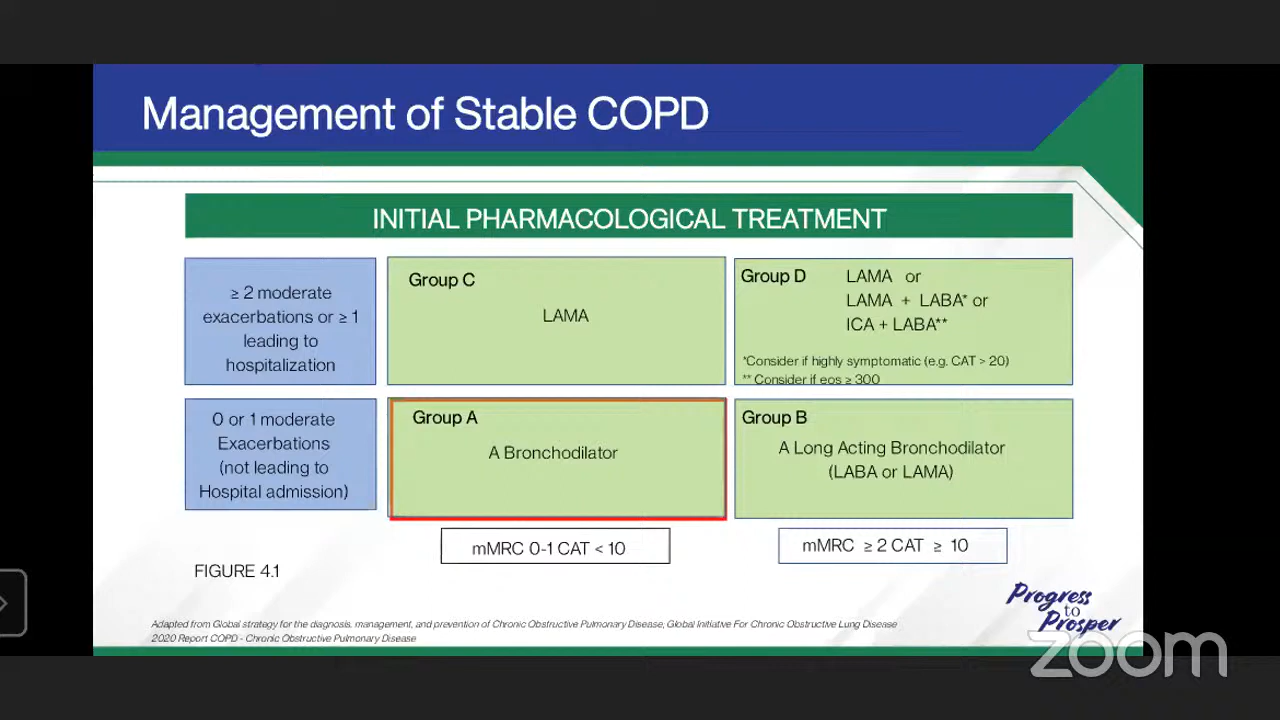 Management of Stable COPD
INITIAL PHARMACOLOGICAL TREATMENT
≥ 2 moderate
exacerbations or ≥ 1
leading to
hospitalization
Group C
LAMA
Group D
LAMA or
LAMA + LABA* or
ICA + LABA**
*Consider if highly symptomatic (e.g. CAT > 20)
** Consider if eos ≥ 300
0 or 1 moderate
Exacerbations
(not leading to
Hospital admission)
Group A
A Bronchodilator
Group B
A Long Acting Bronchodilator
(LABA or LAMA)
mMRC 0-1 CAT < 10
mMRC ≥ 2 CAT ≥ 10
FIGURE 4.1
Adapted from Global strategy for the diagnosis, management, and prevention of Chronic Obstructive Pulmonary Disease, Global Initiative For Chronic Obstructive Lung Disease
2020 Report COPD - Chronic Obstructive Pulmonary Disease
Progress
to
Prosper
zoom